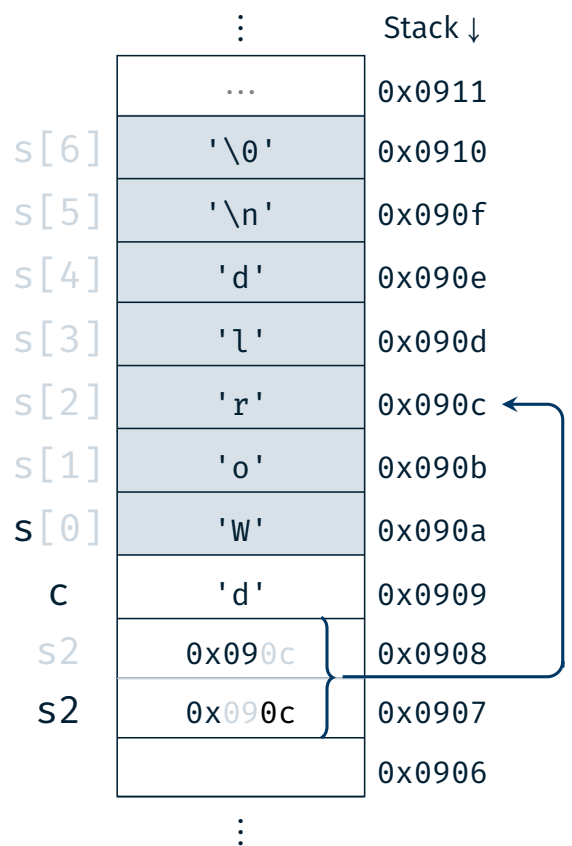 ⋮ Stack ↓
... 0x0911
s[6] '\0' 0x0910
s[5] '\n' 0x090f
s[4] 'd' 0x090e
s[3] 'l' 0x090d
s[2] 'r' 0x090c
s[1] 'o' 0x090b
s[0] 'W' 0x090a
c 'd' 0x0909
s2 0x090c 0x0908
s2 0x090c 0x0907
0x0906
⋮